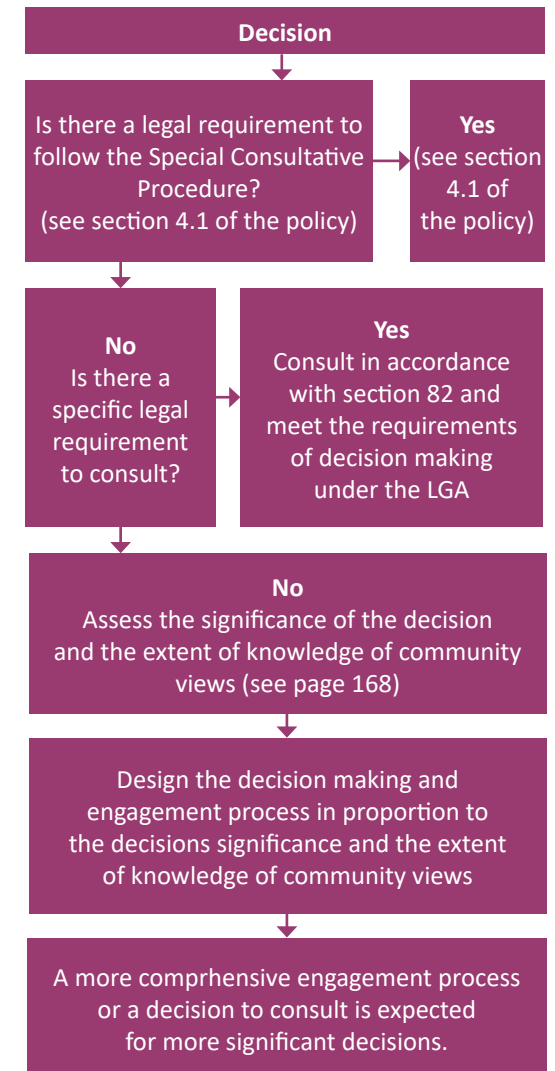 Decision
Is there a legal requirement to
follow the Special Consultative
Procedure?
(see section 4.1 of the policy)
Yes
(see section
4.1 of
the policy)
No
Is there a
specific legal
requirement
to consult?
Yes
Consult in accordance
with section 82 and
meet the requirements
of decision making
under the LGA
No
Assess the significance of the decision
and the extent of knowledge of community
views (see page 168)
Design the decision making and
engagement process in proportion to
the decisions significance and the extent
of knowledge of community views
A more comprhensive engagement process
or a decision to consult is expected
for more significant decisions.